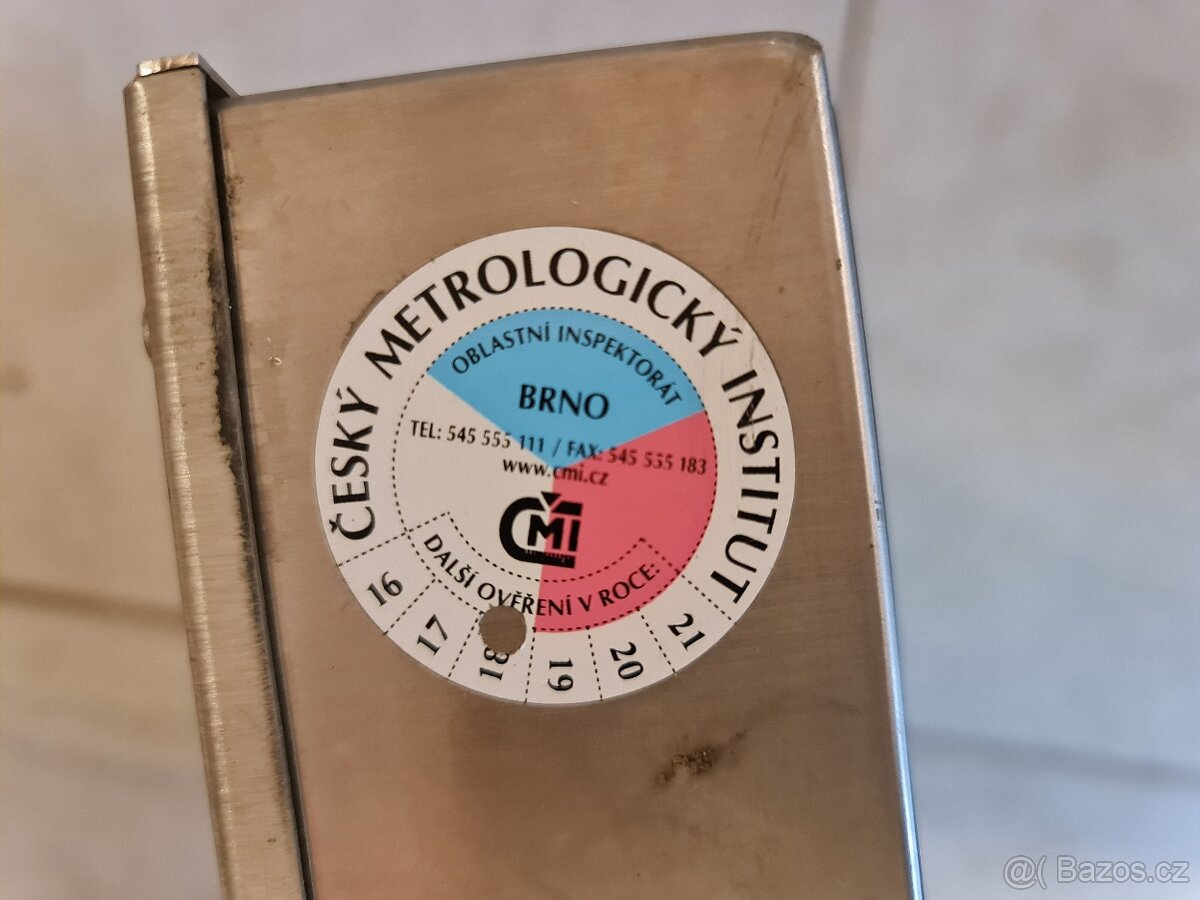 ČESKÝ METROLOGICKÝ INSTITUT
OBLASTNÍ INSPEKTORÁT
BRNO
TEL: 545 555 111 / FAX: 545 555 183
www.cmi.cz
ČMI
DALŠÍ OVĚŘENÍ V ROCE:
16 17 18 19 20 21
@( Bazos.cz